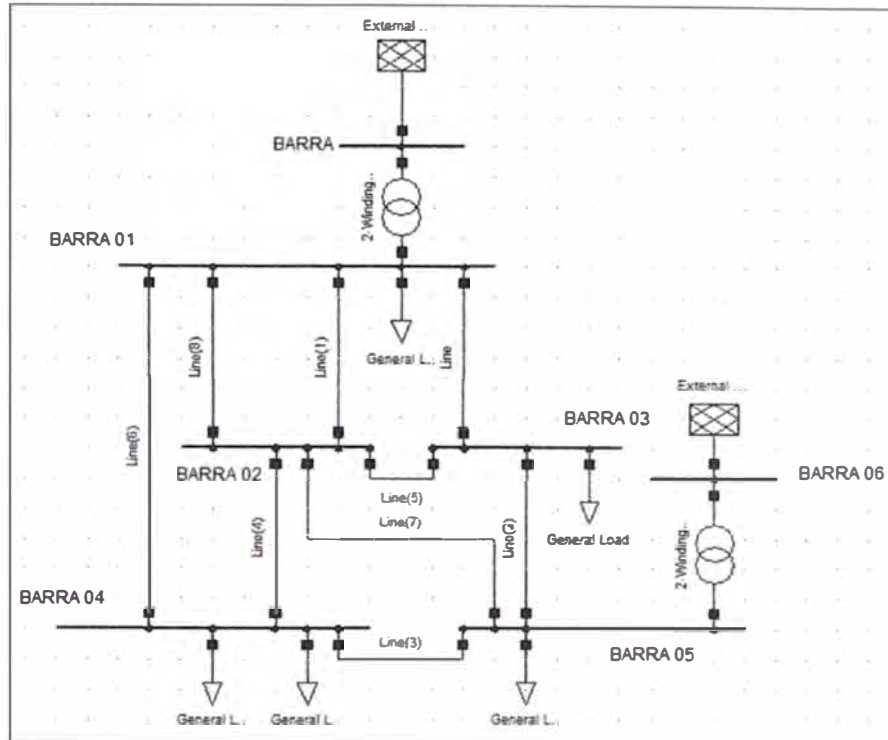 External ..
BARRA
2-Winding..
BARRA 01
Line(8)
Line(1)
Line
General L..
Line(6)
External ...
BARRA 03
BARRA 02
BARRA 06
Line(5)
Line(7)
Line(4)
Line(2)
General Load
2-Winding..
BARRA 04
Line(3)
BARRA 05
General L..
General L.
General L..